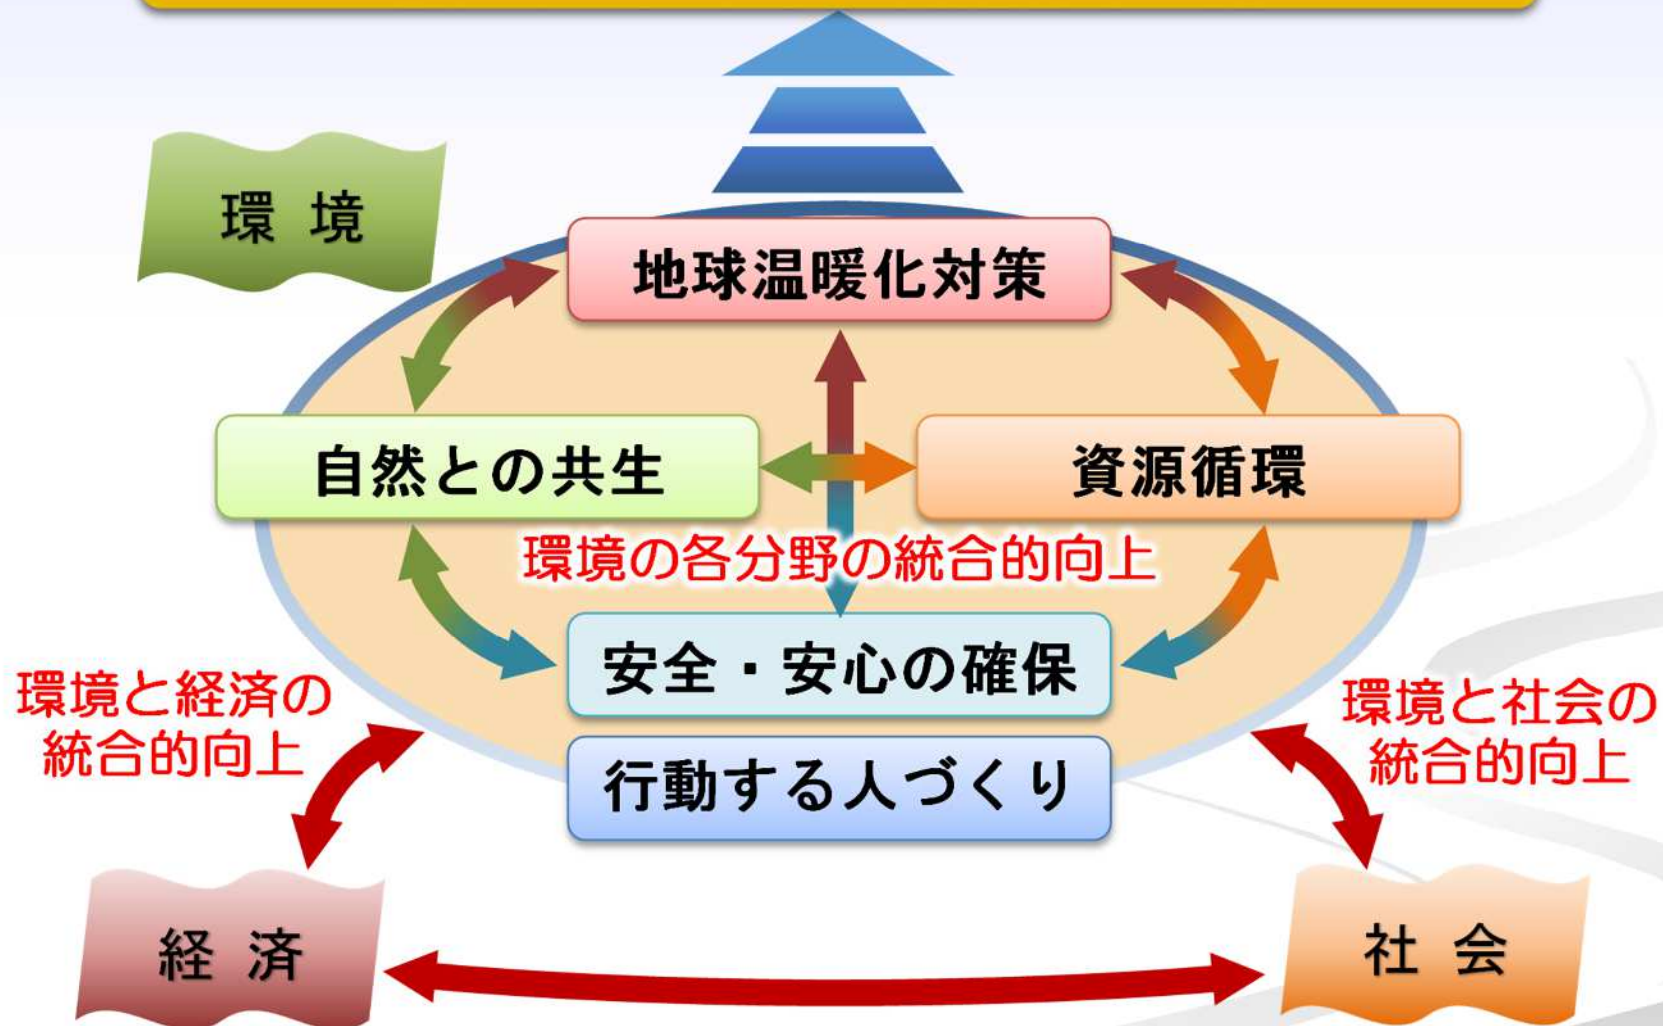 環 境
地球温暖化対策
自然との共生
資源循環
環境の各分野の統合的向上
安全・安心の確保
環境と経済の
統合的向上
環境と社会の
統合的向上
行動する人づくり
経 済
社 会